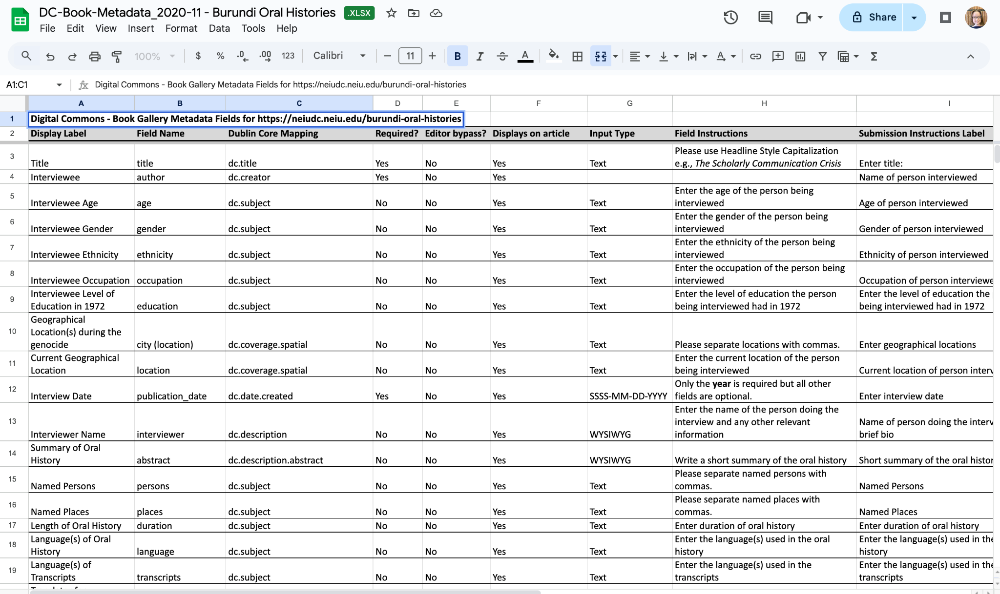 DC-Book-Metadata_2020-11 - Burundi Oral Histories .XLSX
File Edit View Insert Format Data Tools Help
Share
100% $ % .0 .00 123 Calibri 11 B I A A Σ
A1:C1 fx Digital Commons - Book Gallery Metadata Fields for https://neiudc.neiu.edu/burundi-oral-histories
A B C D E F G H I
1 Digital Commons - Book Gallery Metadata Fields for https://neiudc.neiu.edu/burundi-oral-histories
2 Display Label Field Name Dublin Core Mapping Required? Editor bypass? Displays on article Input Type Field Instructions Submission Instructions Label
Please use Headline Style Capitalization
3 Title title dc.title Yes No Yes Text e.g., The Scholarly Communication Crisis Enter title:
4 Interviewee author dc.creator Yes No Yes Name of person interviewed
Enter the age of the person being
5 Interviewee Age age dc.subject No No Yes Text interviewed Age of person interviewed
Enter the gender of the person being
6 Interviewee Gender gender dc.subject No No Yes Text interviewed Gender of person interviewed
Enter the ethnicity of the person being
7 Interviewee Ethnicity ethnicity dc.subject No No Yes Text interviewed Ethnicity of person interviewed
Enter the occupation of the person being
8 Interviewee Occupation occupation dc.subject No No Yes Text interviewed Occupation of person interviewe
Interviewee Level of Enter the level of education the person Enter the level of education the
9 Education in 1972 education dc.subject No No Yes Text being interviewed had in 1972 being interviewed had in 1972
Geographical
10 Location(s) during the
genocide city (location) dc.coverage.spatial No No Yes Text Please separate locations with commas. Enter geographical locations
Current Geographical Enter the current location of the person
11 Location location dc.coverage.spatial No No Yes Text being interviewed Current location of person interv
Only the year is required but all other
12 Interview Date publication_date dc.date.created Yes No Yes SSSS-MM-DD-YYYY fields are optional. Enter interview date
Enter the name of the person doing the
13 interview and any other relevant Name of person doing the interv
Interviewer Name interviewer dc.description No No Yes WYSIWYG information brief bio
Summary of Oral
14 History abstract dc.description.abstract No No Yes WYSIWYG Write a short summary of the oral history Short summary of the oral histor
Please separate named persons with
15 Named Persons persons dc.subject No No Yes Text commas. Named Persons
Please separate named places with
16 Named Places places dc.subject No No Yes Text commas. Named Places
17 Length of Oral History duration dc.subject No No Yes Text Enter duration of oral history Enter duration of oral history
Language(s) of Oral Enter the language(s) used in the oral Enter the language(s) used in the
18 History language dc.subject No No Yes Text history history
Language(s) of Enter the language(s) used in the Enter the language(s) used in the
19 Transcripts transcripts dc.subject No No Yes Text transcripts transcripts